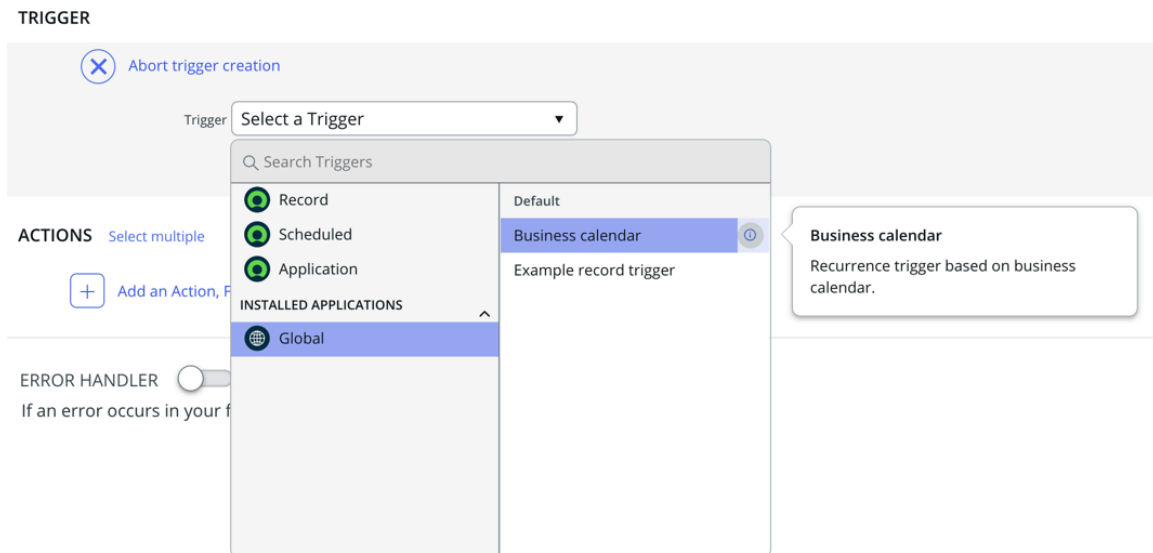 TRIGGER
Abort trigger creation
Trigger
Select a Trigger
Search Triggers
Record
Scheduled
Application
INSTALLED APPLICATIONS
Global
Default
Business calendar
Example record trigger
Business calendar
Recurrence trigger based on business
calendar.
ACTIONS Select multiple
Add an Action, F
ERROR HANDLER
If an error occurs in your f